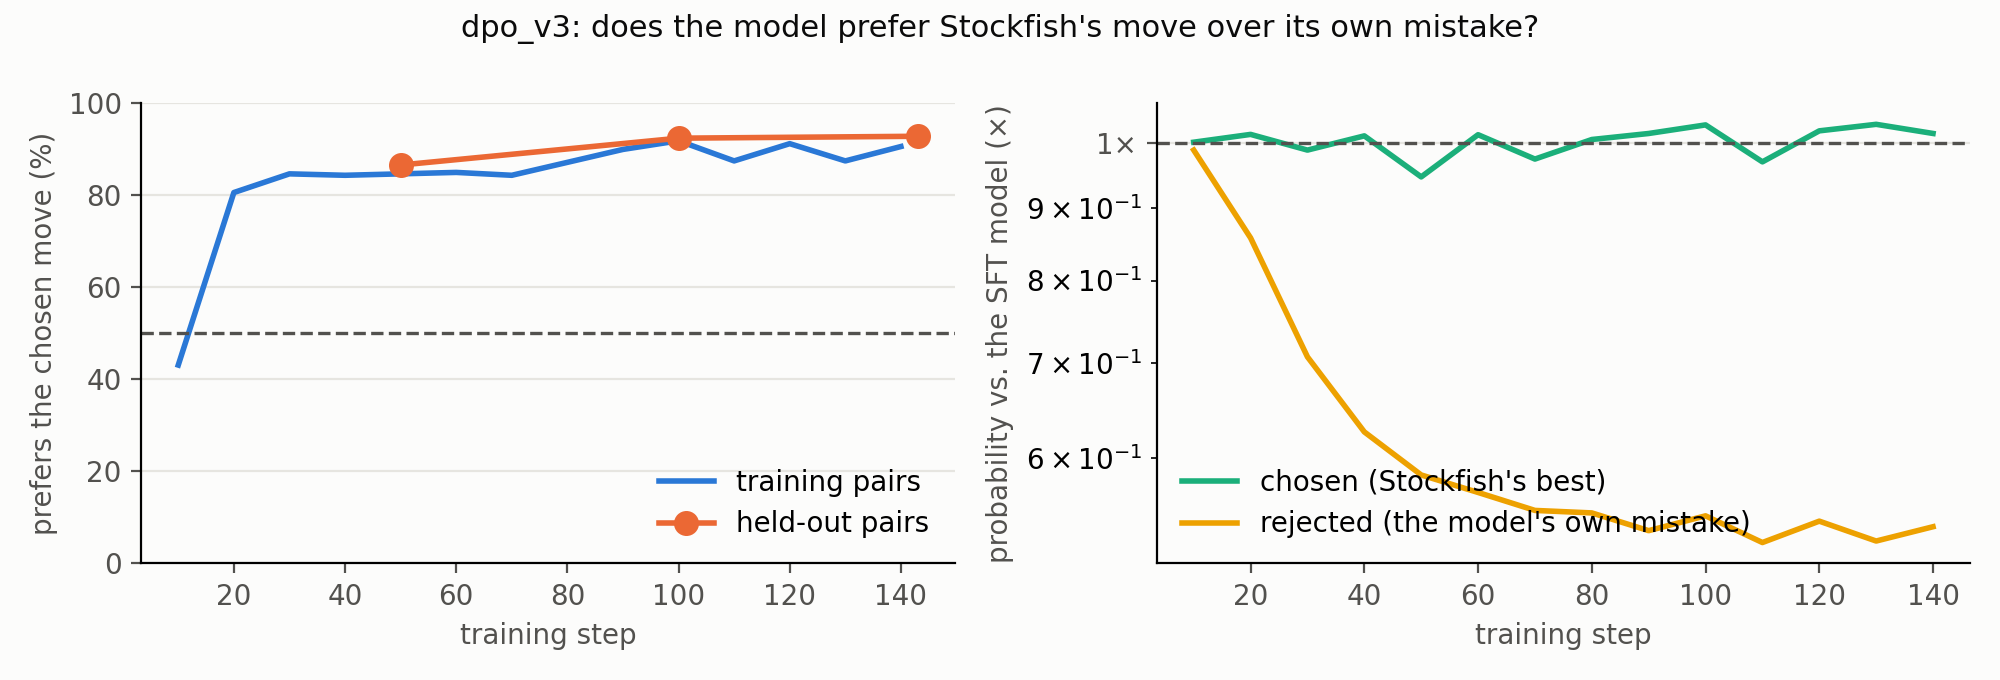 dpo_v3: does the model prefer Stockfish's move over its own mistake?
prefers the chosen move (%)
100
80
60
40
20
0
training pairs
held-out pairs
20 40 60 80 100 120 140
training step
probability vs. the SFT model (×)
1×
9 × 10⁻¹
8 × 10⁻¹
7 × 10⁻¹
6 × 10⁻¹
chosen (Stockfish's best)
rejected (the model's own mistake)
20 40 60 80 100 120 140
training step